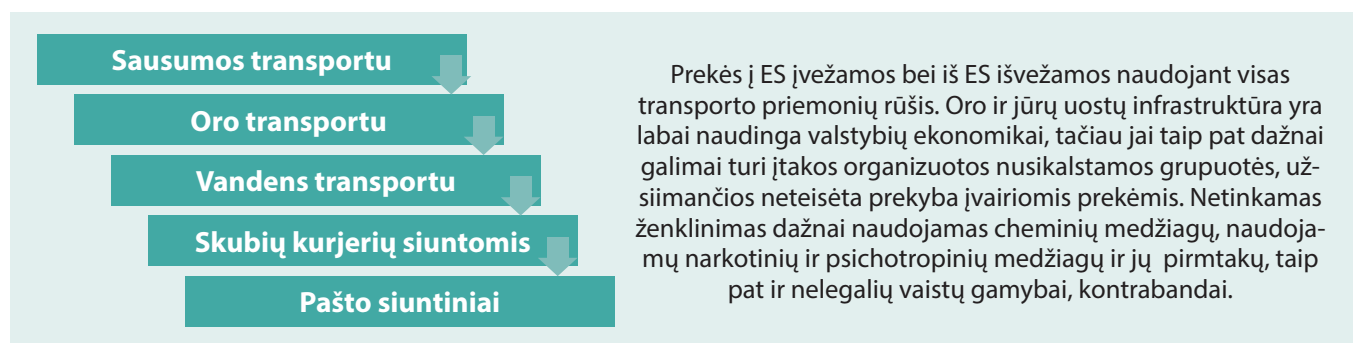 Sausumos transportu
Oro transportu
Vandens transportu
Skubių kurjerių siuntomis
Pašto siuntiniai
Prekės į ES įvežamos bei iš ES išvežamos naudojant visas
transporto priemonių rūšis. Oro ir jūrų uostų infrastruktūra yra
labai naudinga valstybių ekonomikai, tačiau jai taip pat dažnai
galimai turi įtakos organizuotos nusikalstamos grupuotės, už-
siimančios neteisėta prekyba įvairiomis prekėmis. Netinkamas
ženklinimas dažnai naudojamas cheminių medžiagų, naudoja-
mų narkotinių ir psichotropinių medžiagų ir jų pirmtakų, taip
pat ir nelegalių vaistų gamybai, kontrabandai.